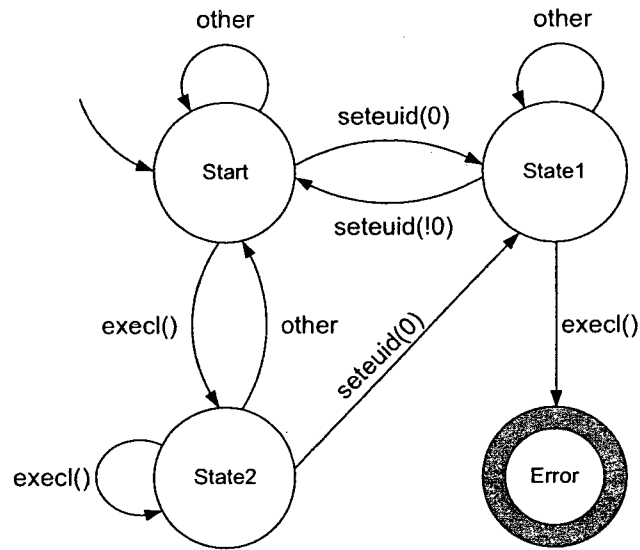 other
other
seteuid(0)
Start
State1
seteuid(!0)
execl()
other
seteuid(0)
execl()
execl()
State2
Error